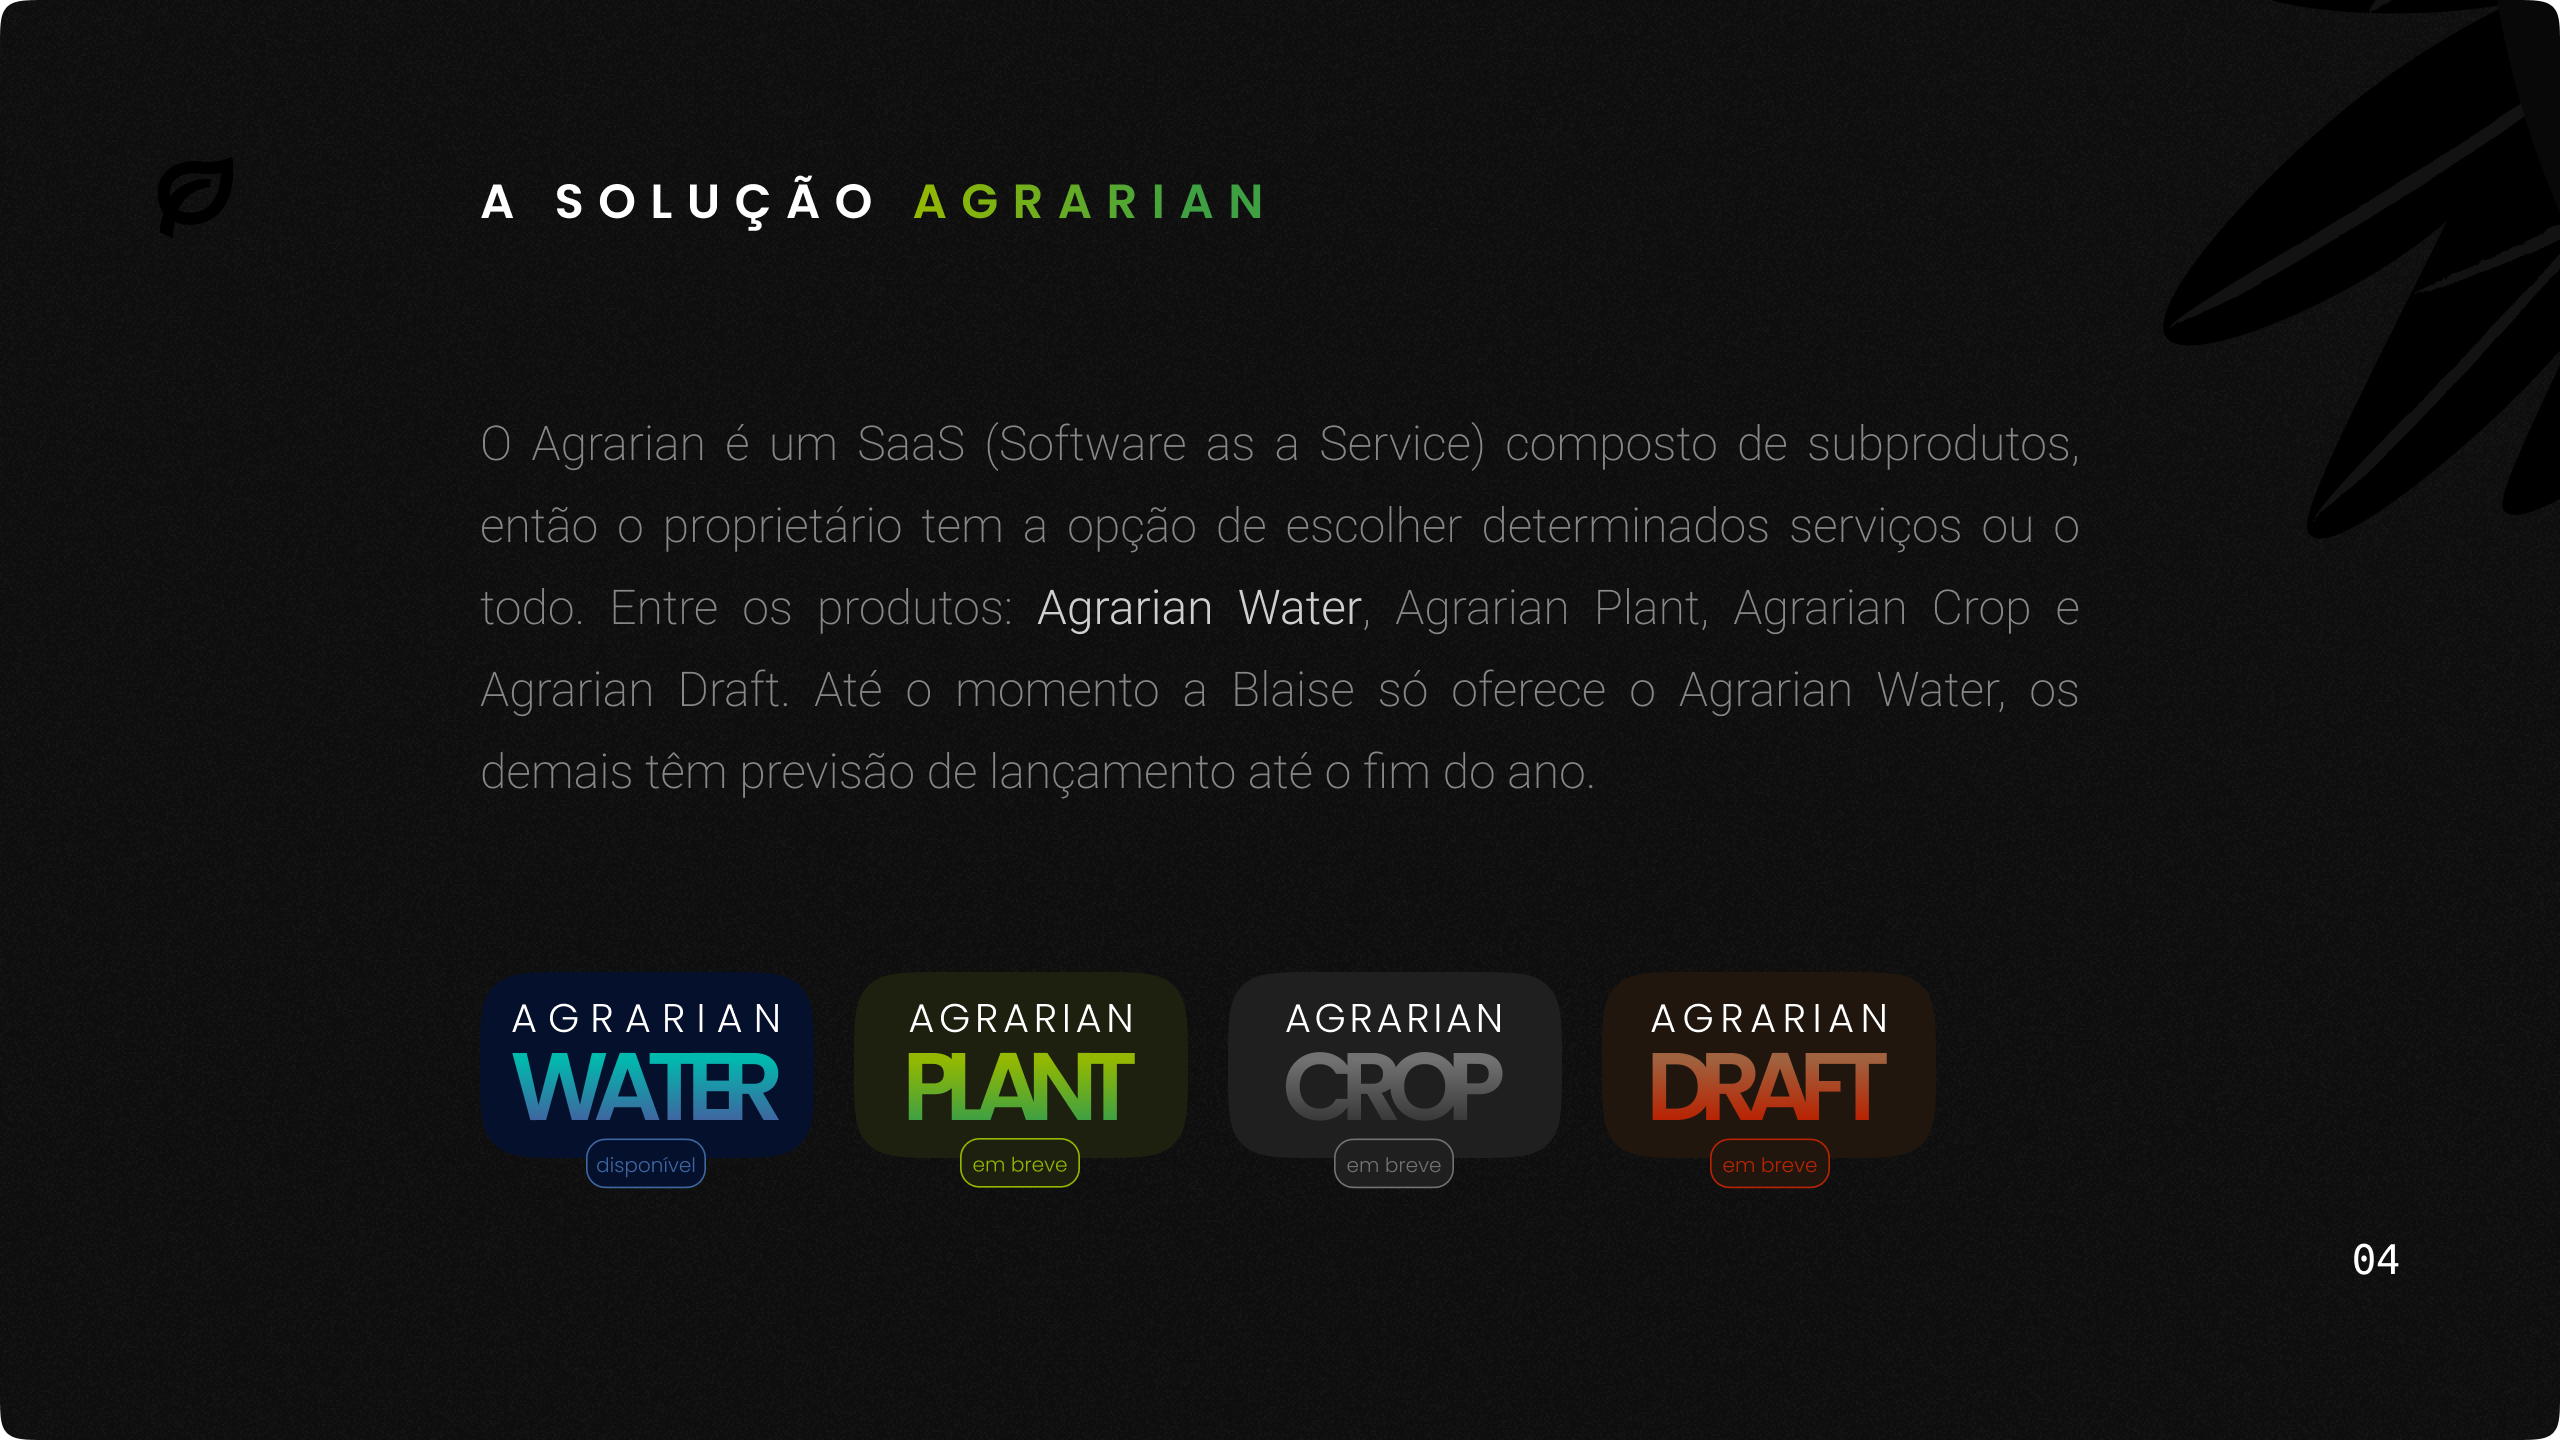 A SOLUÇÃO AGRARIAN
O Agrarian é um SaaS (Software as a Service) composto de subprodutos,
então o proprietário tem a opção de escolher determinados serviços ou o
todo. Entre os produtos: Agrarian Water, Agrarian Plant, Agrarian Crop e
Agrarian Draft. Até o momento a Blaise só oferece o Agrarian Water, os
demais têm previsão de lançamento até o fim do ano.
AGRARIAN
WATER
disponível
AGRARIAN
PLANT
em breve
AGRARIAN
CROP
em breve
AGRARIAN
DRAFT
em breve
04